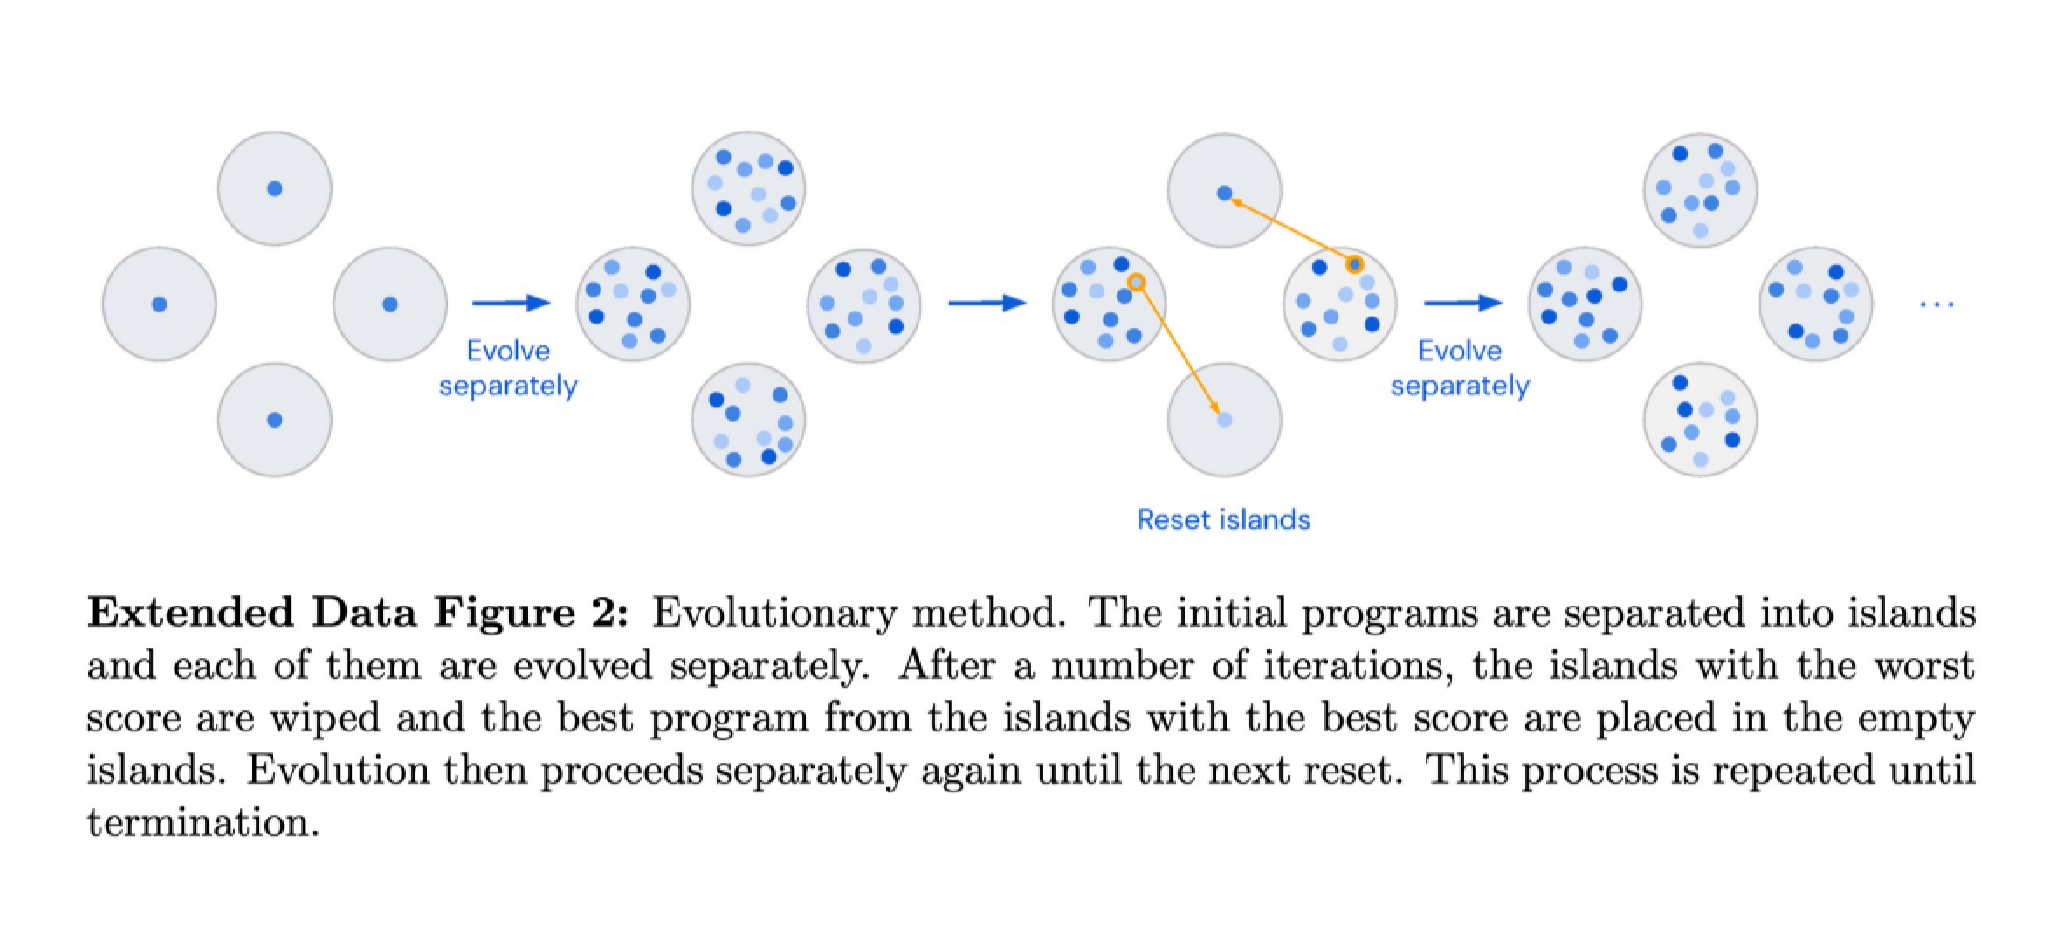 Evolve
separately
Evolve
separately
...
Reset islands
Extended Data Figure 2: Evolutionary method. The initial programs are separated into islands
and each of them are evolved separately. After a number of iterations, the islands with the worst
score are wiped and the best program from the islands with the best score are placed in the empty
islands. Evolution then proceeds separately again until the next reset. This process is repeated until
termination.